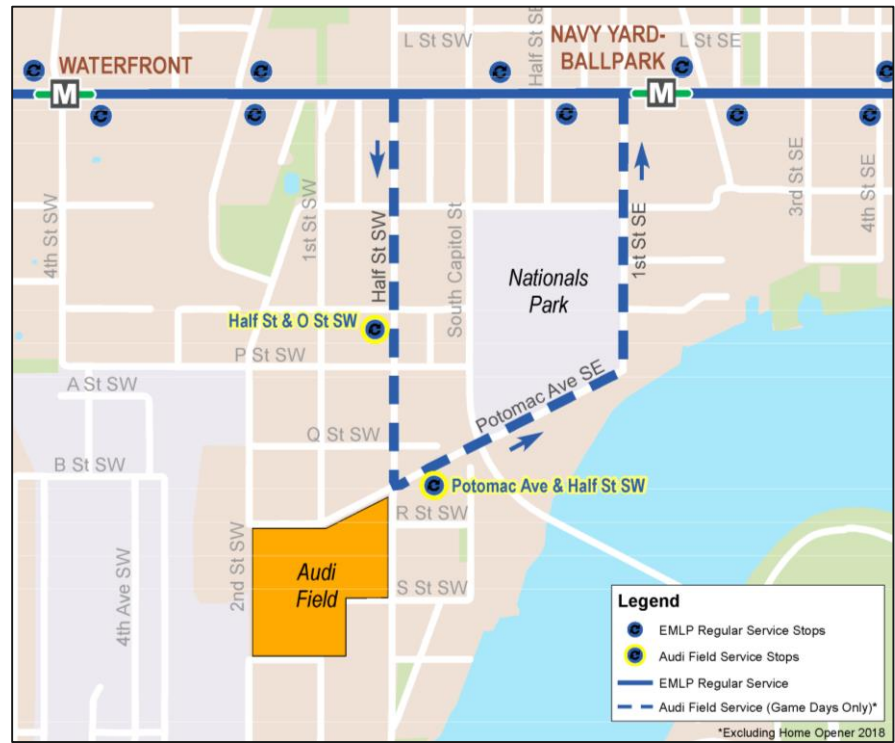 L St SW
Half St SE
NAVY YARD-
BALLPARK
L St SE
WATERFRONT
M
M
4th St SW
1st St SW
Half St SW
South Capitol St
Nationals
Park
1st St SE
3rd St SE
4th St SE
Half St & O St SW
P St SW
A St SW
Potomac Ave SE
Q St SW
B St SW
Potomac Ave & Half St SW
R St SW
2nd St SW
4th Ave SW
Audi
Field
S St SW
Legend
EMLP Regular Service Stops
Audi Field Service Stops
EMLP Regular Service
Audi Field Service (Game Days Only)*
*Excluding Home Opener 2018